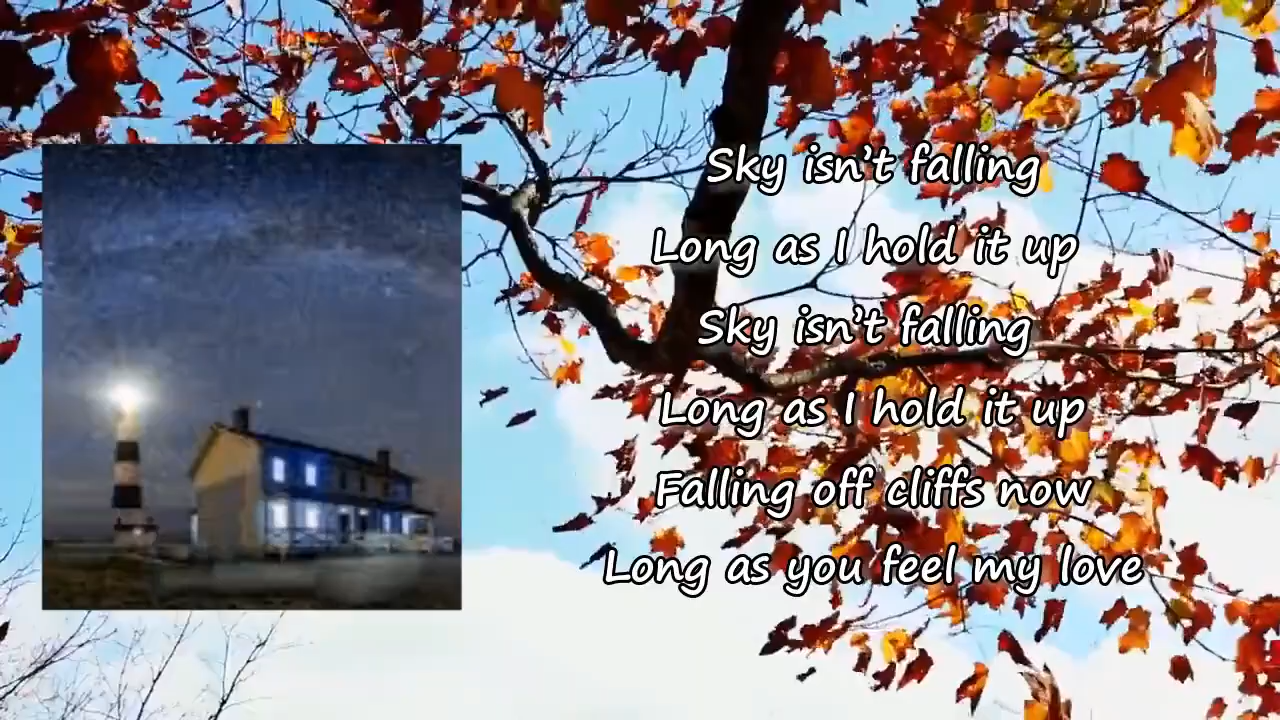 Sky isn’t falling
Long as I hold it up
Sky isn’t falling
Long as I hold it up
Falling off cliffs now
Long as you feel my love